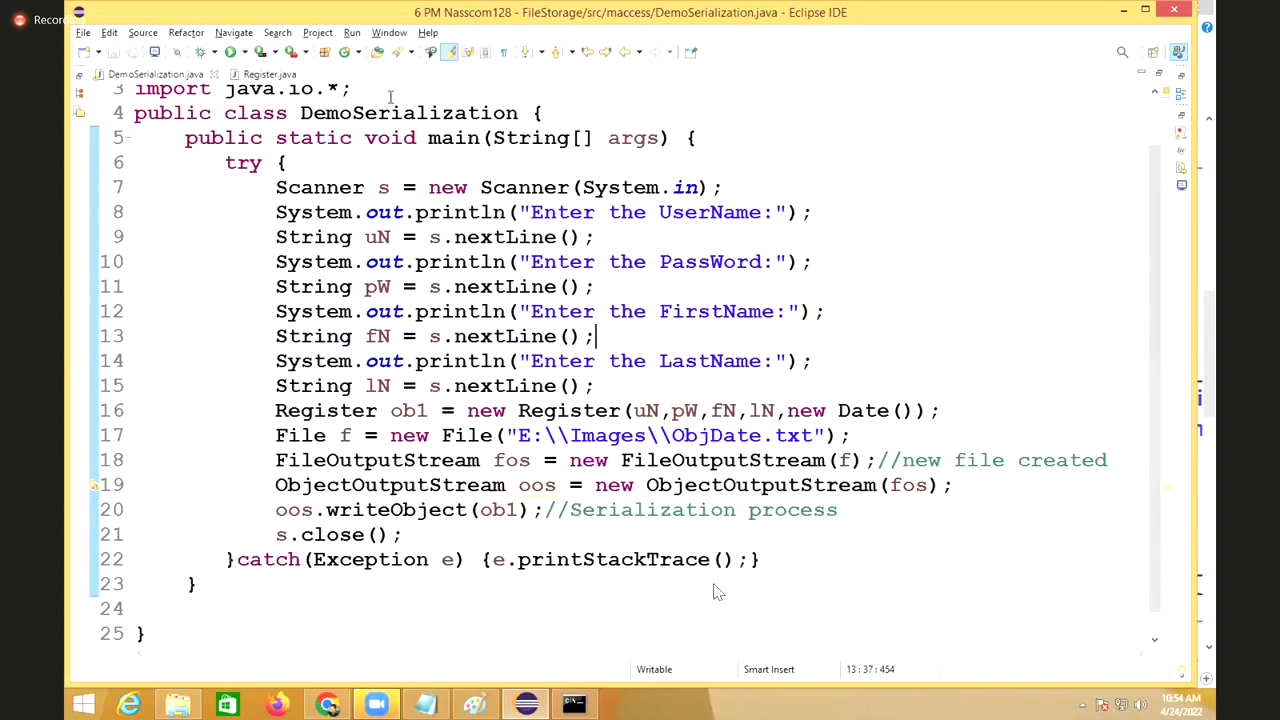 Recording
6 PM Nasscom128 - FileStorage/src/maccess/DemoSerialization.java - Eclipse IDE
File Edit Source Refactor Navigate Search Project Run Window Help
DemoSerialization.java Register.java
3 import java.io.*;
4 public class DemoSerialization {
5 public static void main(String[] args) {
6 try {
7 Scanner s = new Scanner(System.in);
8 System.out.println("Enter the UserName:");
9 String uN = s.nextLine();
10 System.out.println("Enter the PassWord:");
11 String pW = s.nextLine();
12 System.out.println("Enter the FirstName:");
13 String fN = s.nextLine();
14 System.out.println("Enter the LastName:");
15 String lN = s.nextLine();
16 Register ob1 = new Register(uN,pW,fN,lN,new Date());
17 File f = new File("E:\\Images\\ObjDate.txt");
18 FileOutputStream fos = new FileOutputStream(f);//new file created
19 ObjectOutputStream oos = new ObjectOutputStream(fos);
20 oos.writeObject(ob1);//Serialization process
21 s.close();
22 }catch(Exception e) {e.printStackTrace();}
23 }
24
25 }
Writable Smart Insert 13 : 37 : 454
10:54 AM
4/24/2022